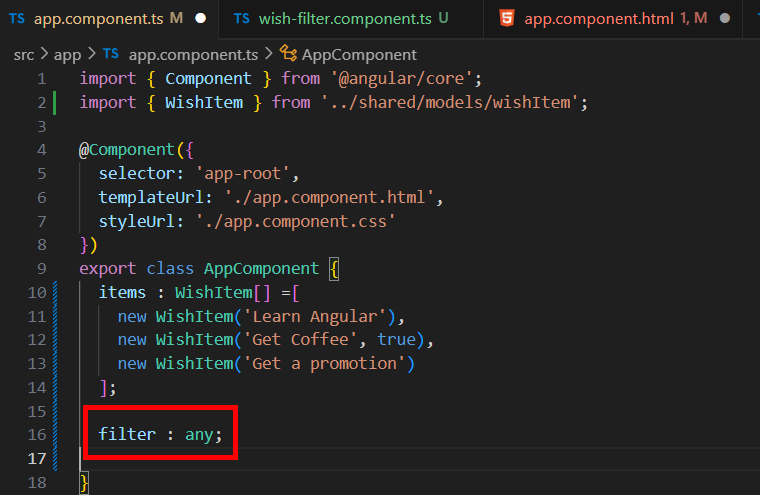 TS app.component.ts M TS wish-filter.component.ts U 5 app.component.html 1, M
src > app > TS app.component.ts > AppComponent
1 import { Component } from '@angular/core';
2 import { WishItem } from '../shared/models/wishItem';
3
4 @Component({
5 selector: 'app-root',
6 templateUrl: './app.component.html',
7 styleUrl: './app.component.css'
8 })
9 export class AppComponent {
10 items : WishItem[] =[
11 new WishItem('Learn Angular'),
12 new WishItem('Get Coffee', true),
13 new WishItem('Get a promotion')
14 ];
15
16 filter : any;
17
18 }